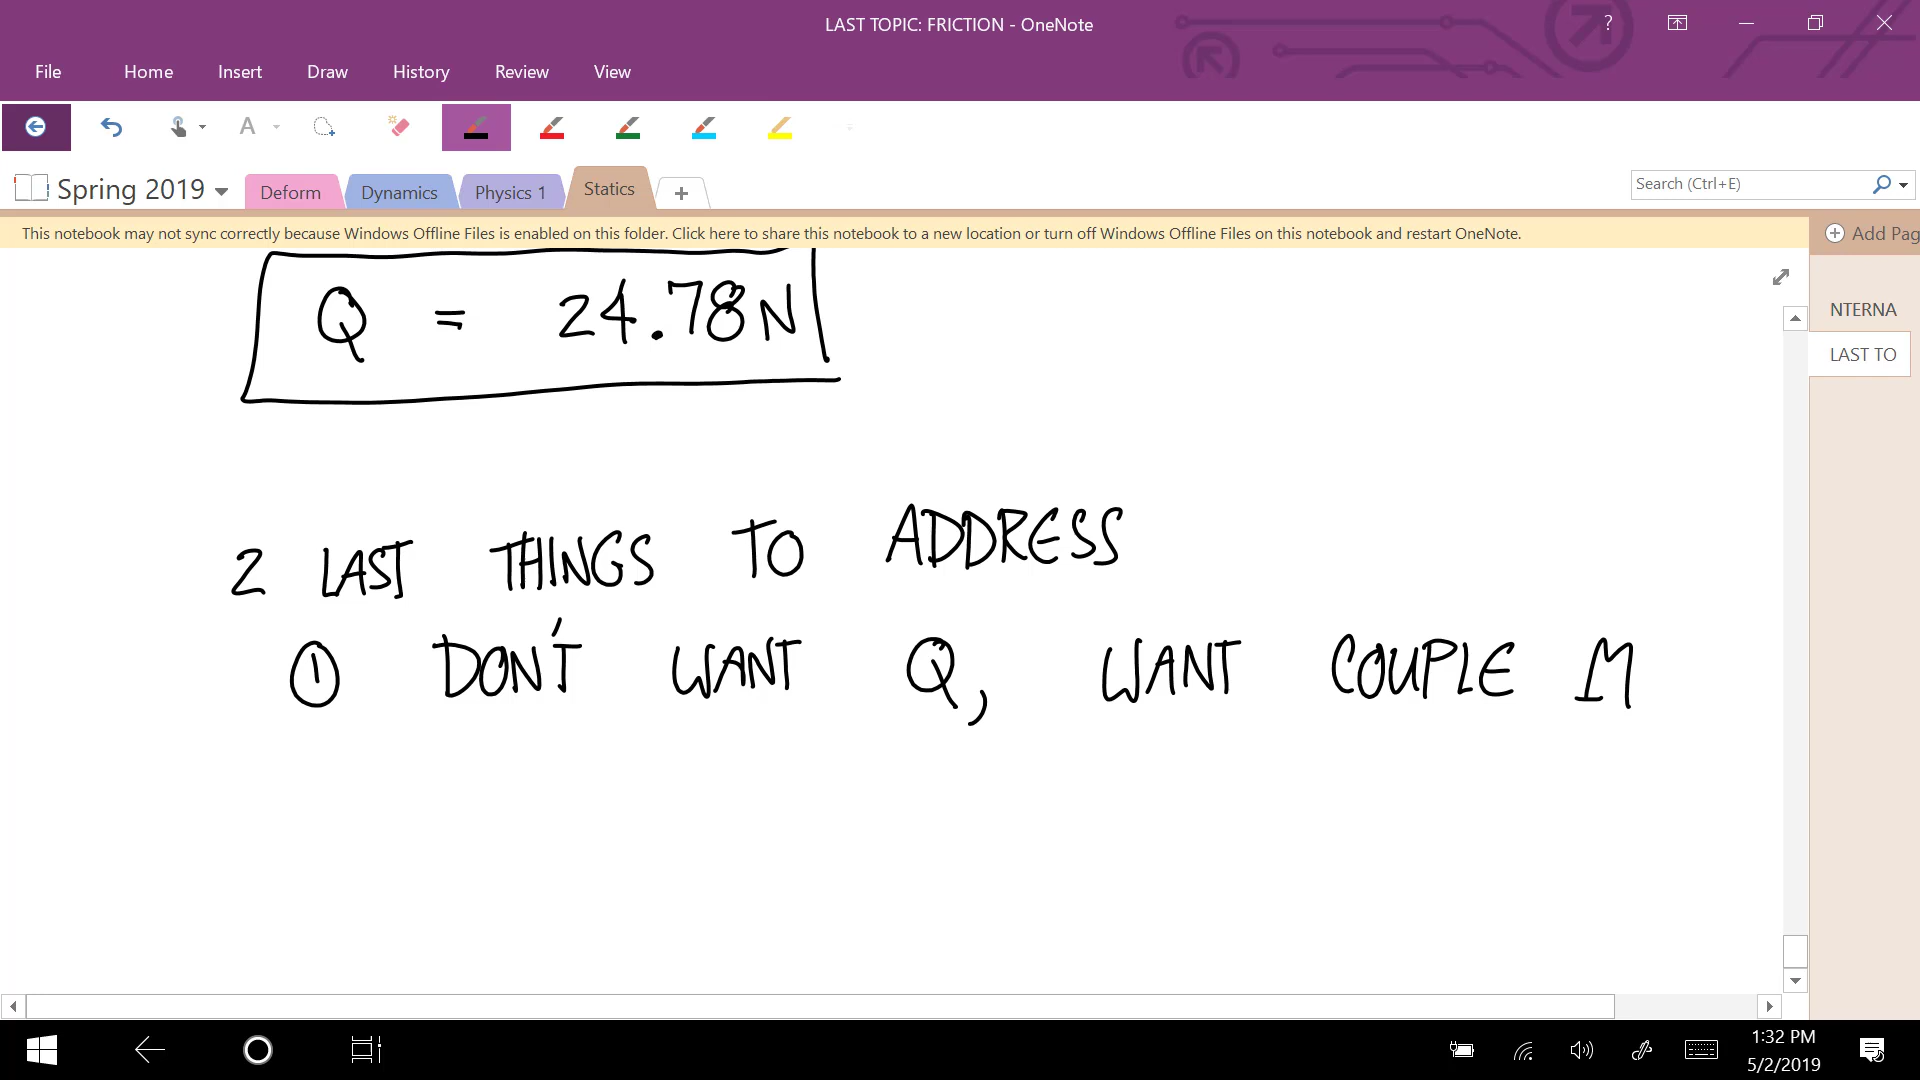 LAST TOPIC: FRICTION - OneNote
?
File Home Insert Draw History Review View
A
Spring 2019 Deform Dynamics Physics 1 Statics +
Search (Ctrl+E)
This notebook may not sync correctly because Windows Offline Files is enabled on this folder. Click here to share this notebook to a new location or turn off Windows Offline Files on this notebook and restart OneNote.
Add Pag
NTERNA
LAST TO
Q = 24.78N
2 LAST THINGS TO ADDRESS
① DON'T WANT Q, WANT COUPLE M
1:32 PM
5/2/2019